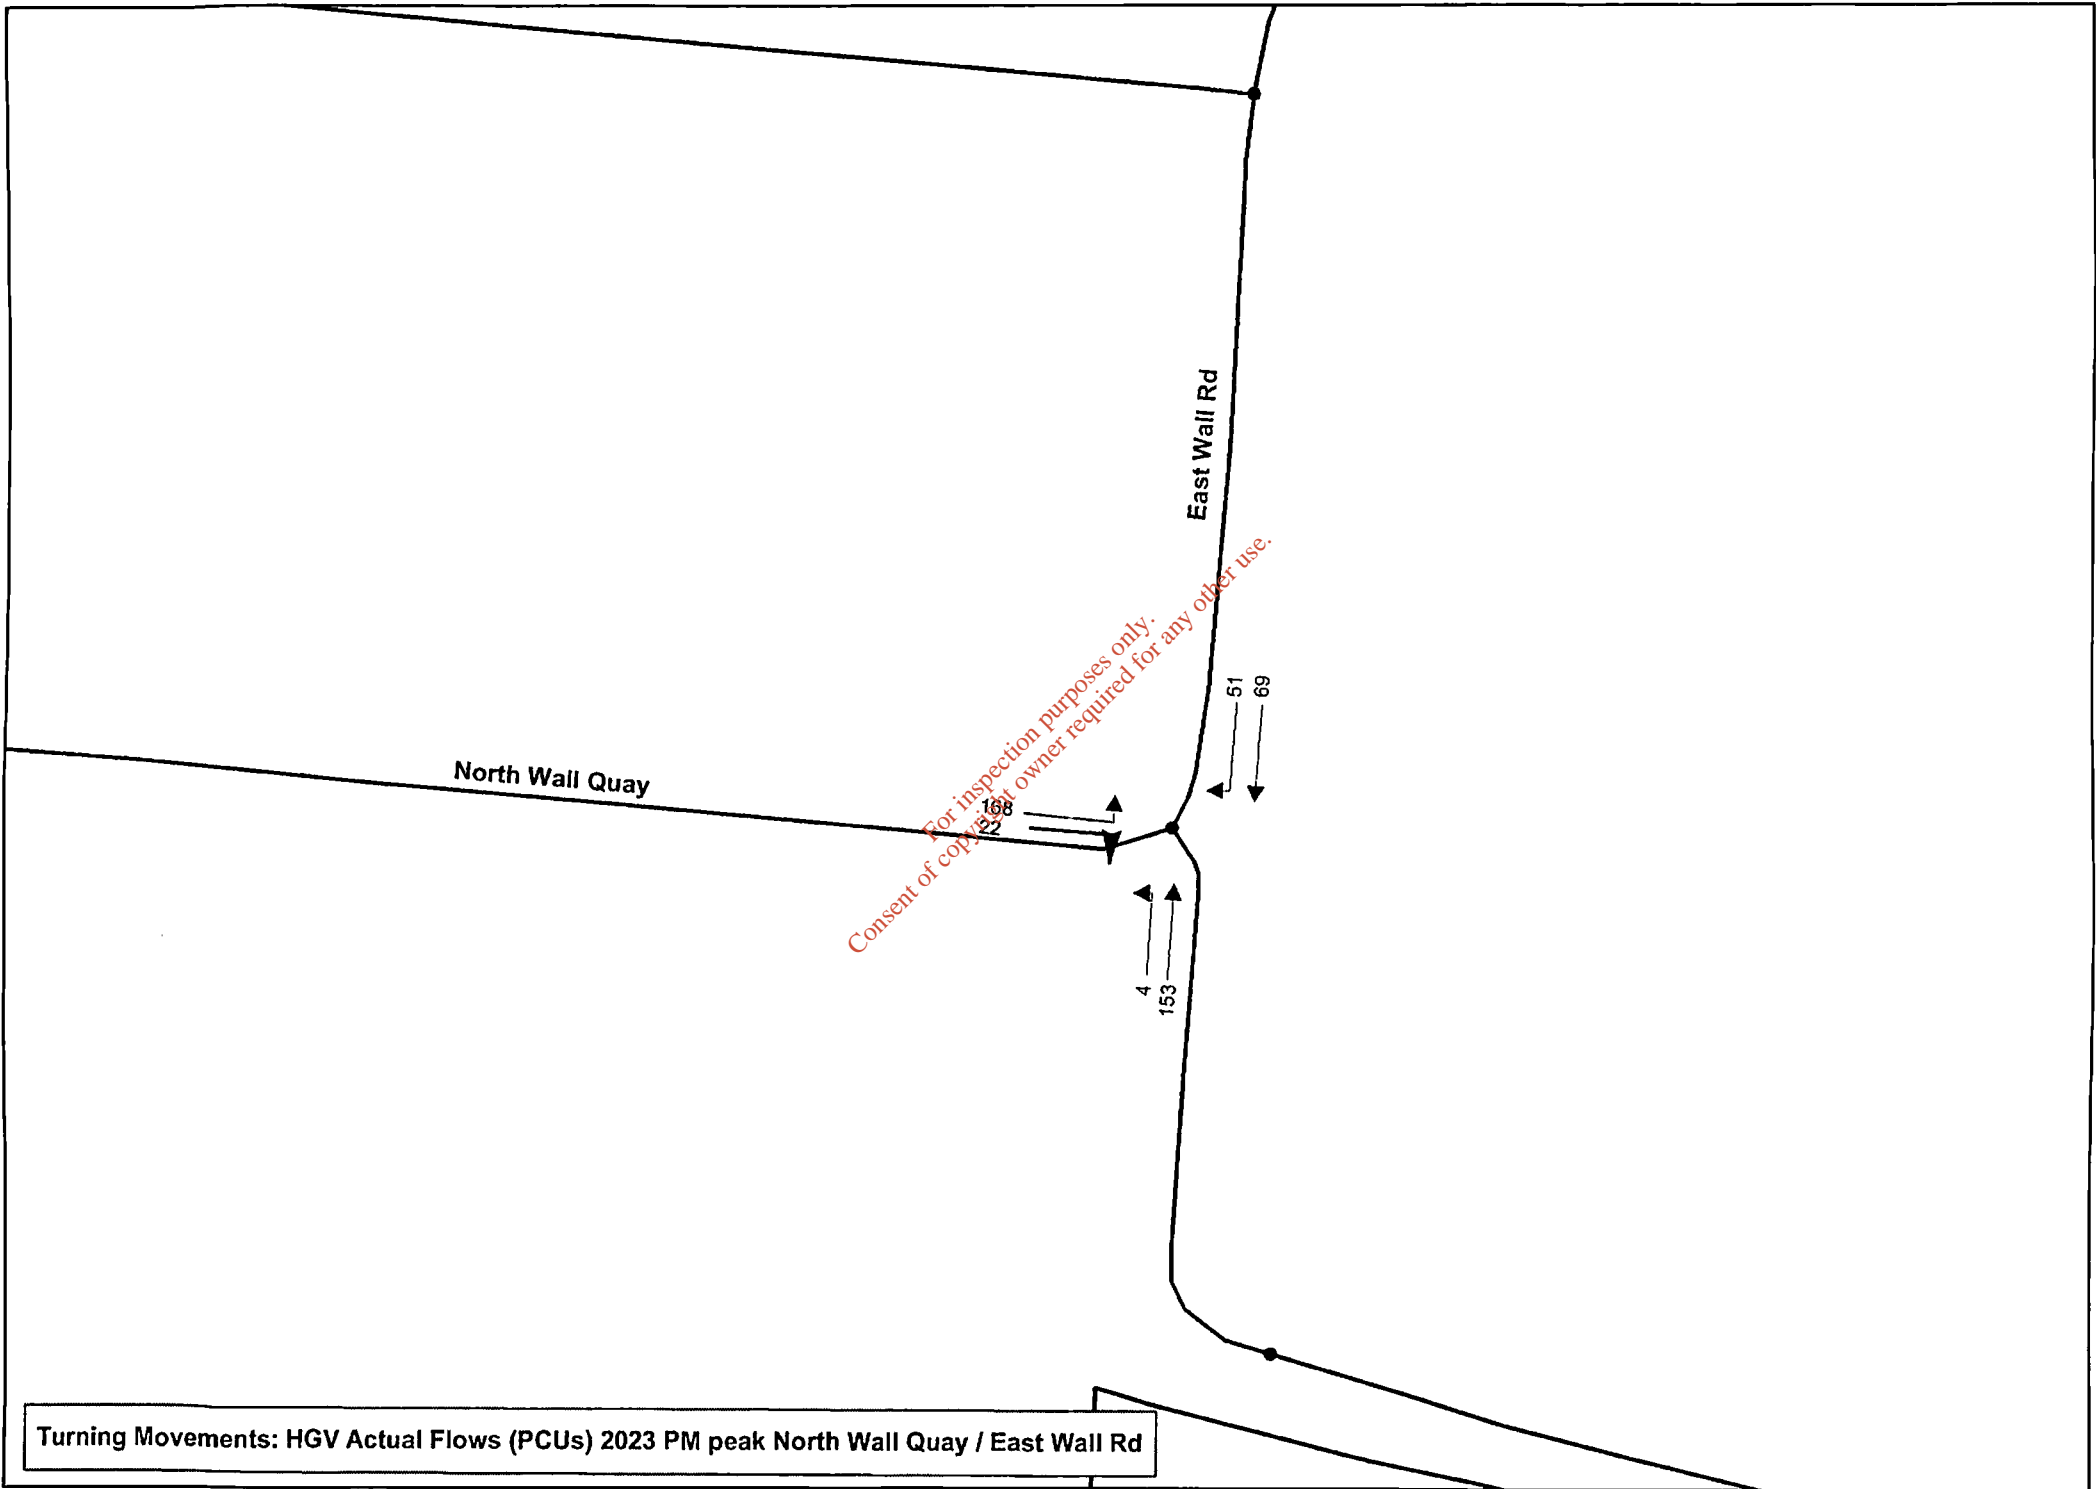 East Wall Rd
For inspection purposes only.
Consent of copyright owner required for any other use.
51
69
North Wall Quay
168
22
4
153
Turning Movements: HGV Actual Flows (PCUs) 2023 PM peak North Wall Quay / East Wall Rd